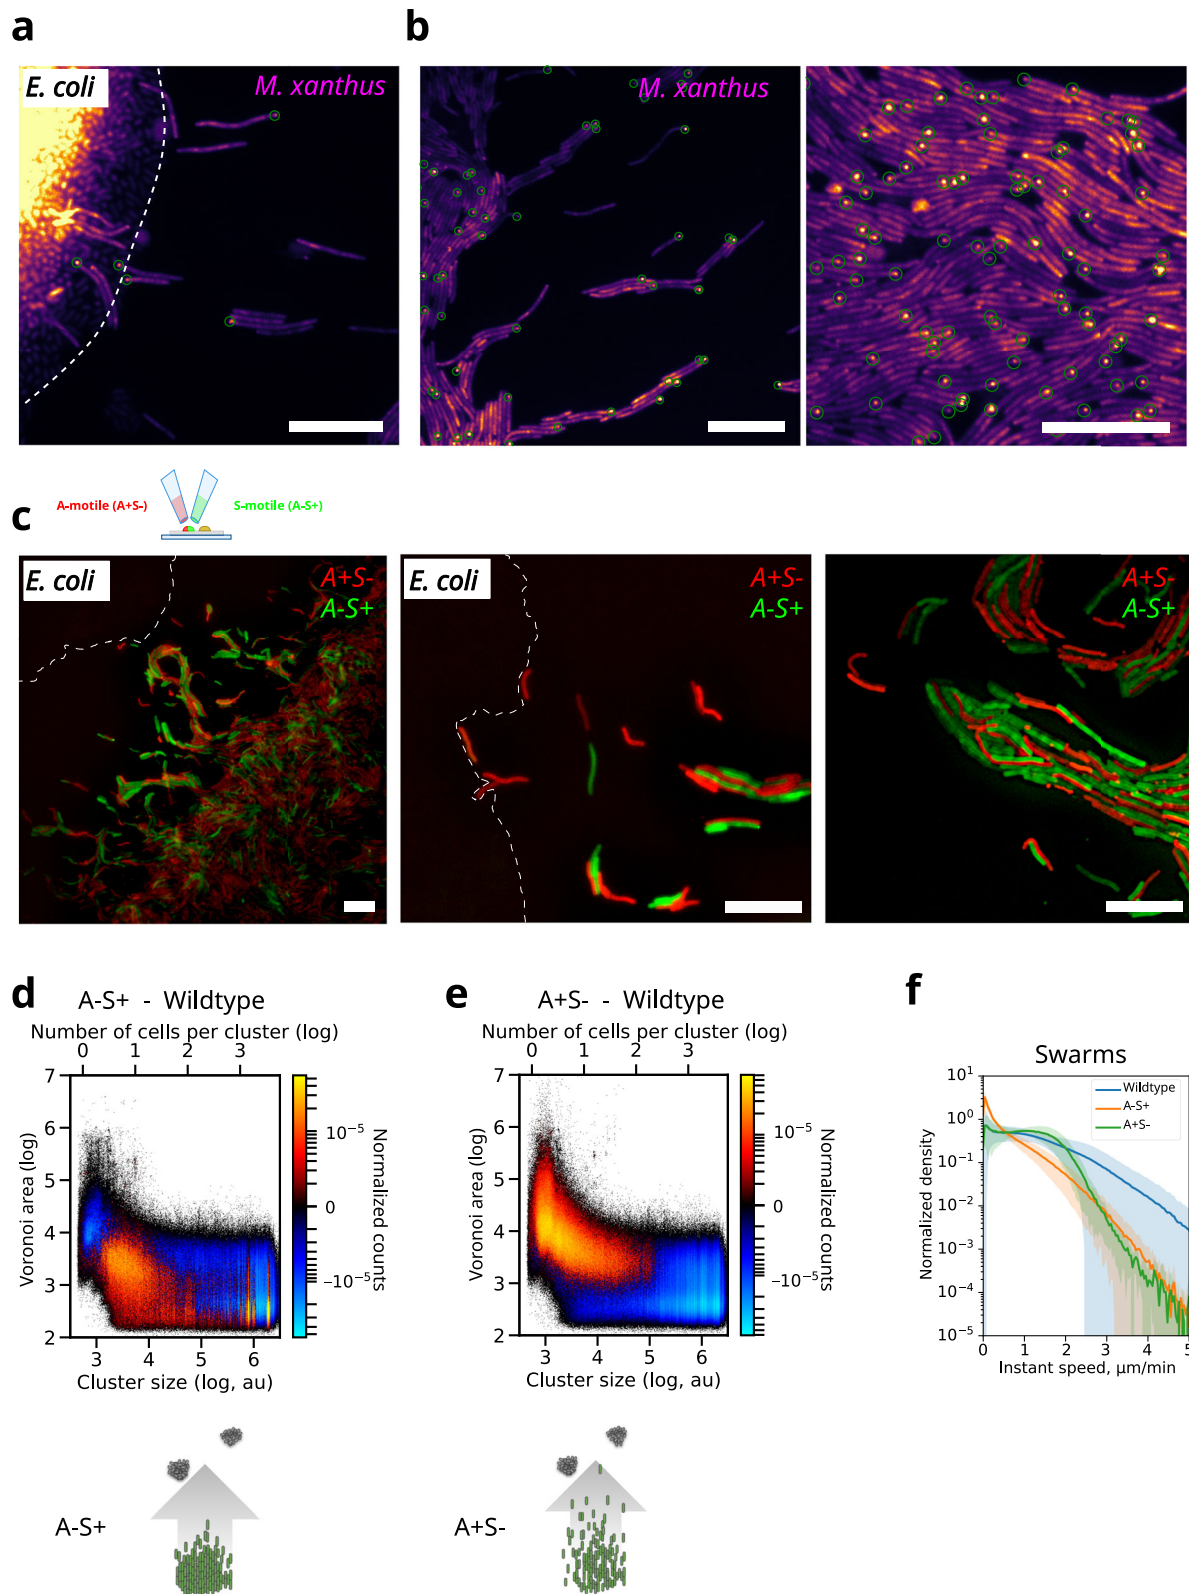 a
b
E. coli
M. xanthus
M. xanthus
A-motile (A+S-)
S-motile (A-S+)
c
E. coli
A+S-
A-S+
E. coli
A+S-
A-S+
A+S-
A-S+
d
A-S+ - Wildtype
Number of cells per cluster (log)
0 1 2 3
7
6
5
4
3
2
Voronoi area (log)
3 4 5 6
Cluster size (log, au)
10⁻⁵
0
−10⁻⁵
Normalized counts
A-S+
e
A+S- - Wildtype
Number of cells per cluster (log)
0 1 2 3
7
6
5
4
3
2
Voronoi area (log)
3 4 5 6
Cluster size (log, au)
10⁻⁵
0
−10⁻⁵
Normalized counts
A+S-
f
Swarms
10¹
10⁰
10⁻¹
10⁻²
10⁻³
10⁻⁴
10⁻⁵
Normalized density
Wildtype
A-S+
A+S-
0 1 2 3 4 5
Instant speed, μm/min